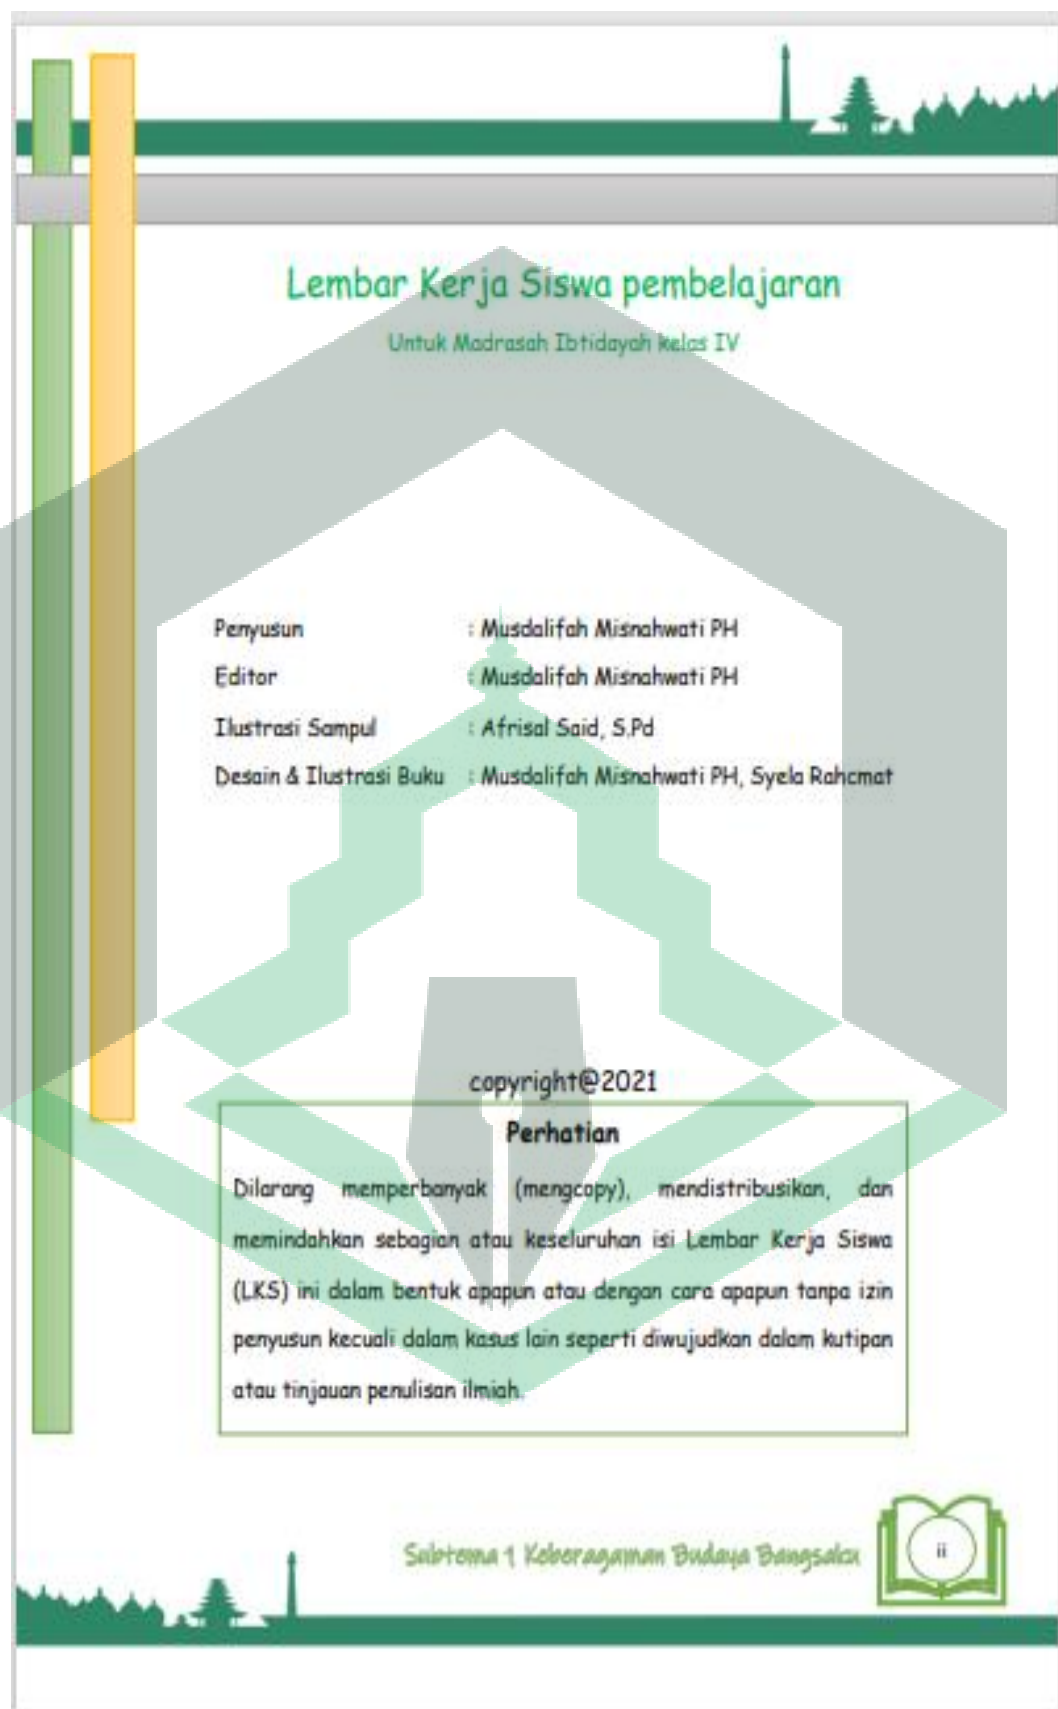 Lembar Kerja Siswa pembelajaran
Untuk Madrasah Ibtidayah kelas IV
Penyusun : Musdalifah Misnahwati PH
Editor : Musdalifah Misnahwati PH
Ilustrasi Sampul : Afrisal Said, S.Pd
Desain & Ilustrasi Buku : Musdalifah Misnahwati PH, Syela Rahcmat
copyright@2021
Perhatian
Dilarang memperbanyak (mengcopy), mendistribusikan, dan
memindahkan sebagian atau keseluruhan isi Lembar Kerja Siswa
(LKS) ini dalam bentuk apapun atau dengan cara apapun tanpa izin
penyusun kecuali dalam kasus lain seperti diwujudkan dalam kutipan
atau tinjauan penulisan ilmiah.
Subtema 1 Keberagaman Budaya Bangsaku
ii